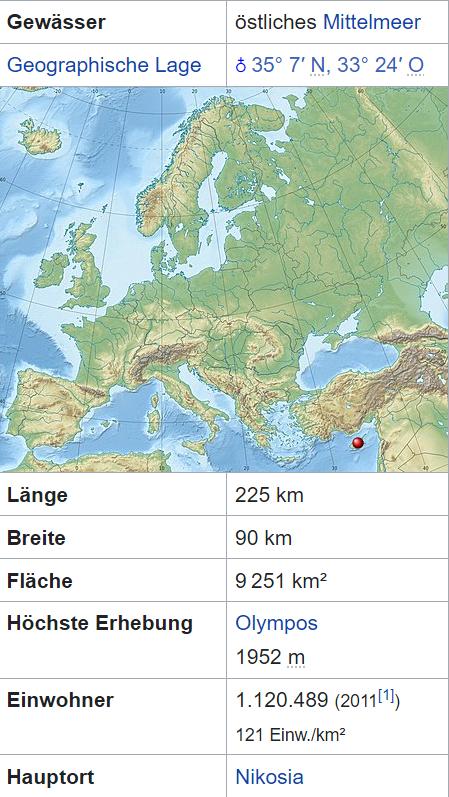 Gewässer östliches Mittelmeer
Geographische Lage ♁ 35° 7′ N, 33° 24′ O
Länge 225 km
Breite 90 km
Fläche 9 251 km²
Höchste Erhebung Olympos
1952 m
Einwohner 1.120.489 (2011[1])
121 Einw./km²
Hauptort Nikosia